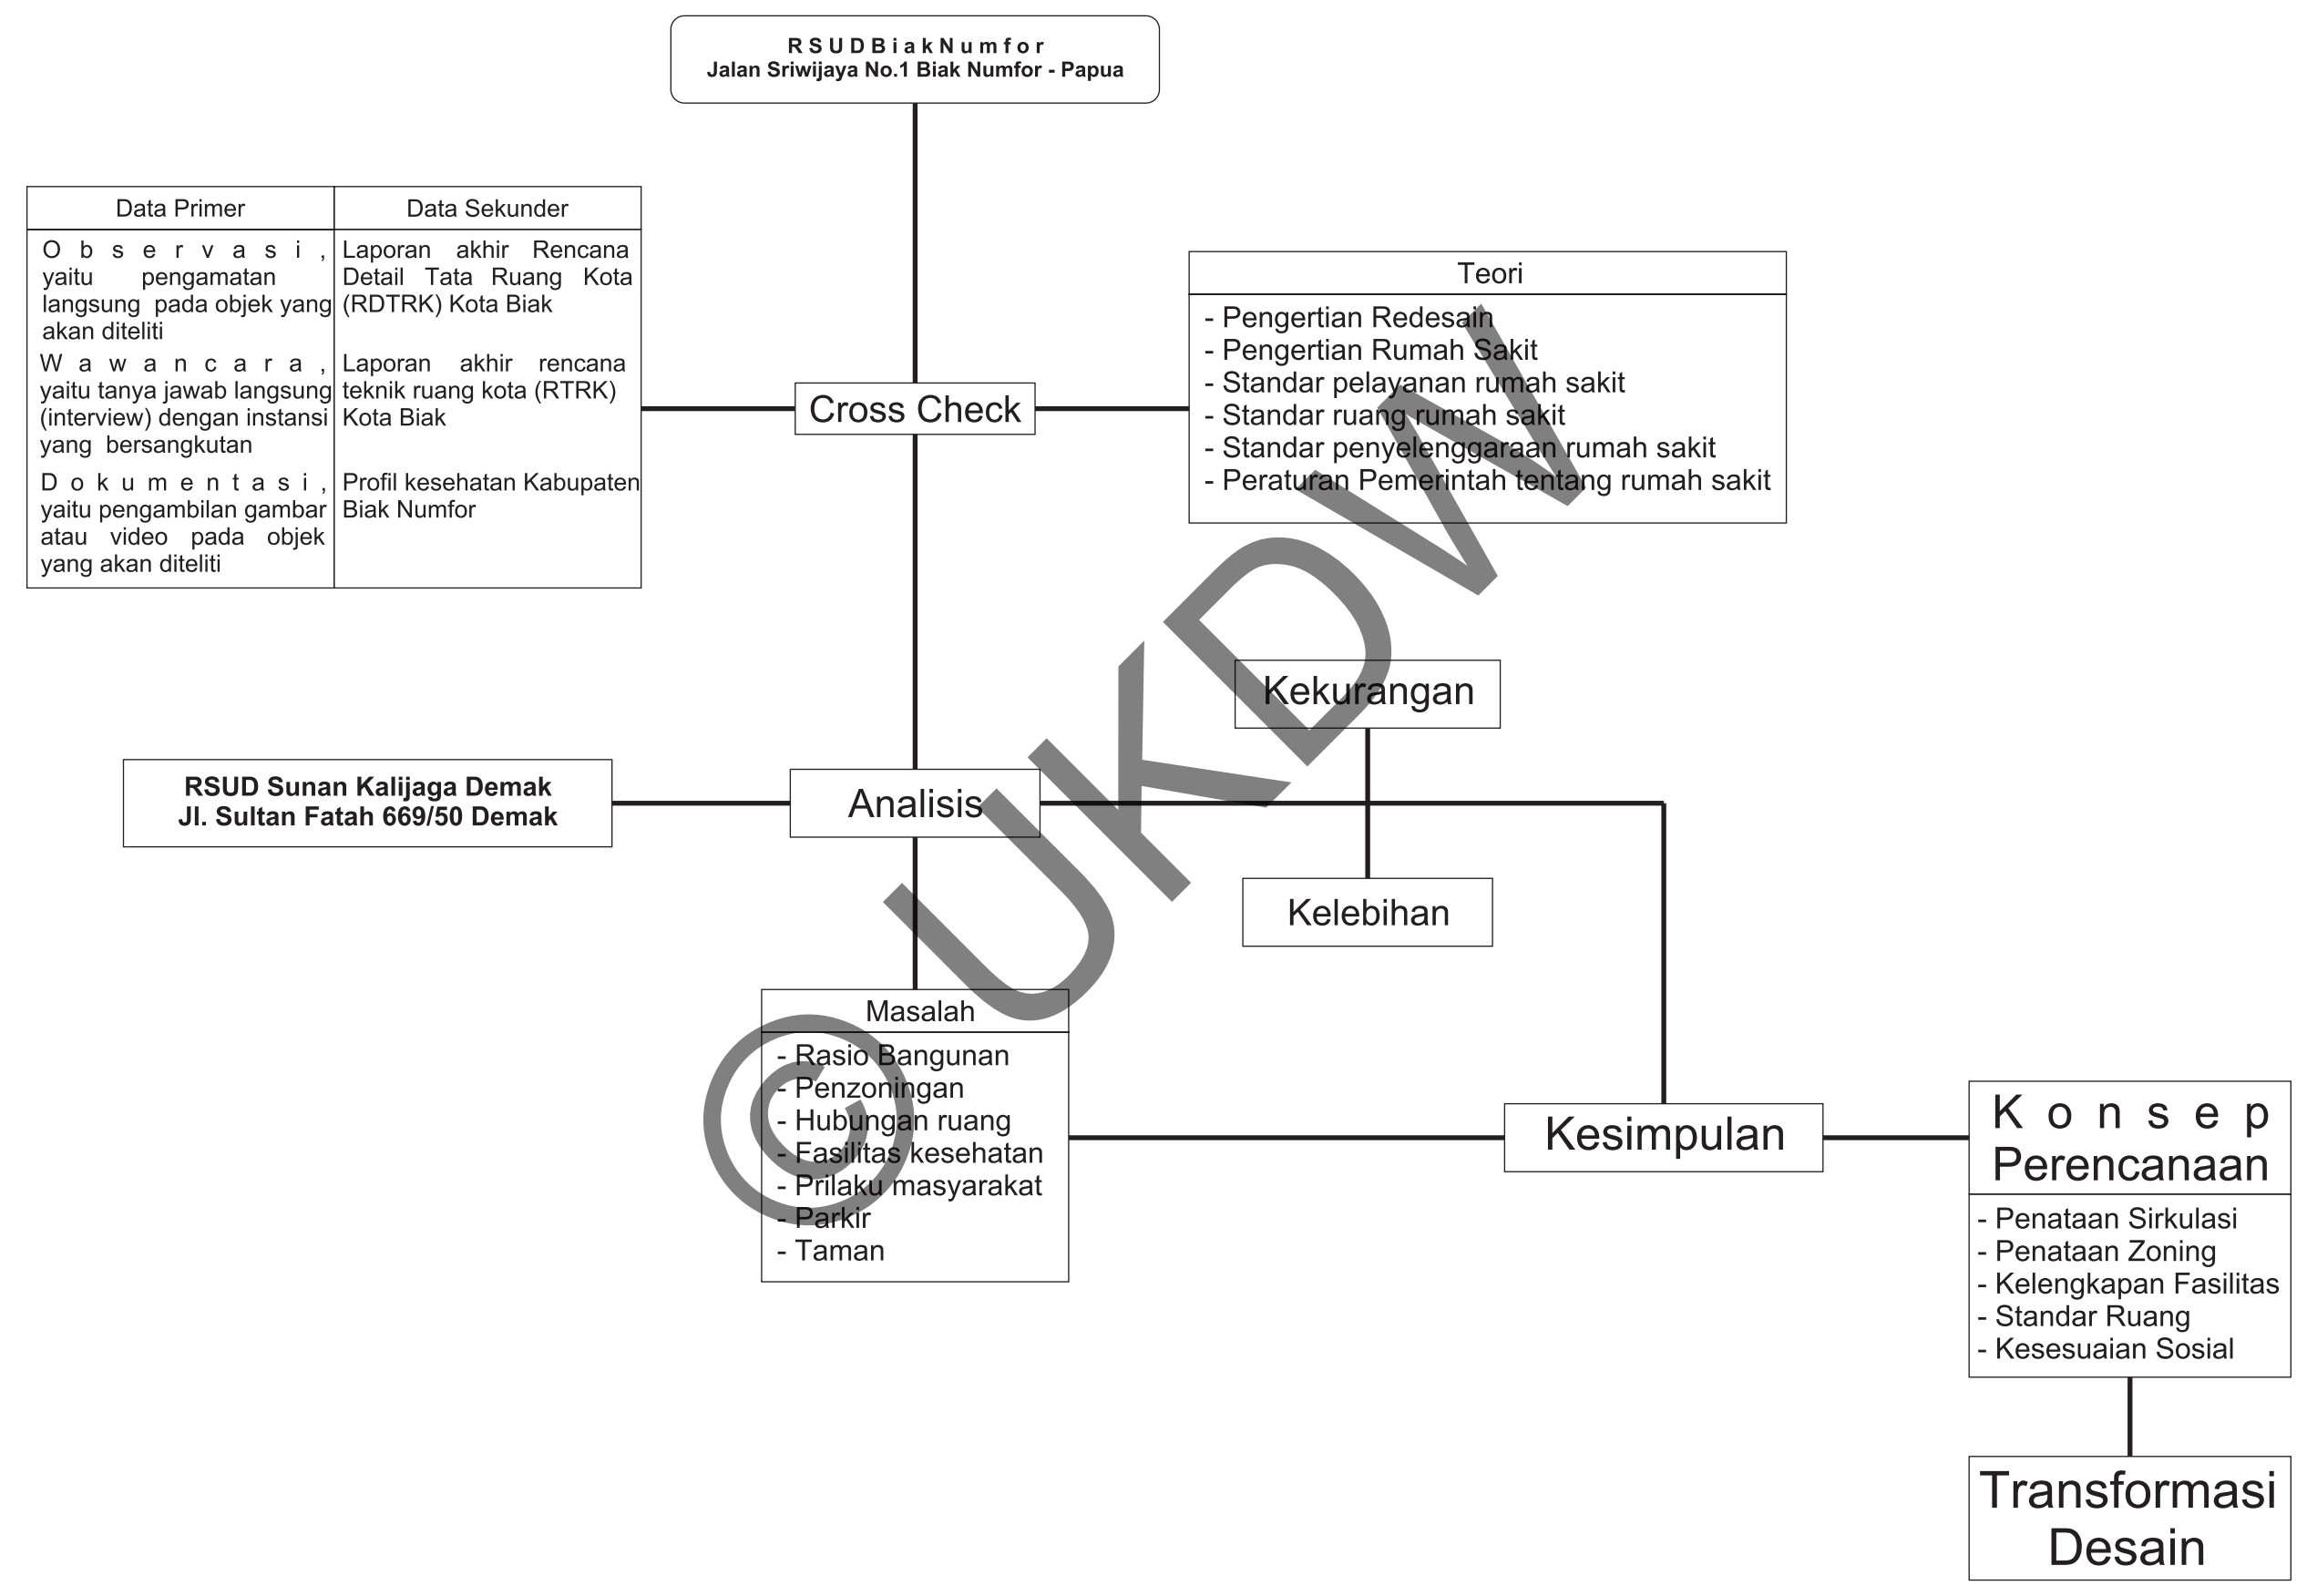 R S U D B i a k N u m f o r
Jalan Sriwijaya No.1 Biak Numfor - Papua
Data Primer
O b s e r v a s i ,
yaitu pengamatan
langsung pada objek yang
akan diteliti
W a w a n c a r a ,
yaitu tanya jawab langsung
(interview) dengan instansi
yang bersangkutan
D o k u m e n t a s i ,
yaitu pengambilan gambar
atau video pada objek
yang akan diteliti
Data Sekunder
Laporan akhir Rencana
Detail Tata Ruang Kota
(RDTRK) Kota Biak
Laporan akhir rencana
teknik ruang kota (RTRK)
Kota Biak
Profil kesehatan Kabupaten
Biak Numfor
Cross Check
Teori
- Pengertian Redesain
- Pengertian Rumah Sakit
- Standar pelayanan rumah sakit
- Standar ruang rumah sakit
- Standar penyelenggaraan rumah sakit
- Peraturan Pemerintah tentang rumah sakit
Kekurangan
RSUD Sunan Kalijaga Demak
Jl. Sultan Fatah 669/50 Demak
Analisis
Kelebihan
Masalah
- Rasio Bangunan
- Penzoningan
- Hubungan ruang
- Fasilitas kesehatan
- Prilaku masyarakat
- Parkir
- Taman
Kesimpulan
K o n s e p
Perencanaan
- Penataan Sirkulasi
- Penataan Zoning
- Kelengkapan Fasilitas
- Standar Ruang
- Kesesuaian Sosial
Transformasi
Desain
© UKDW